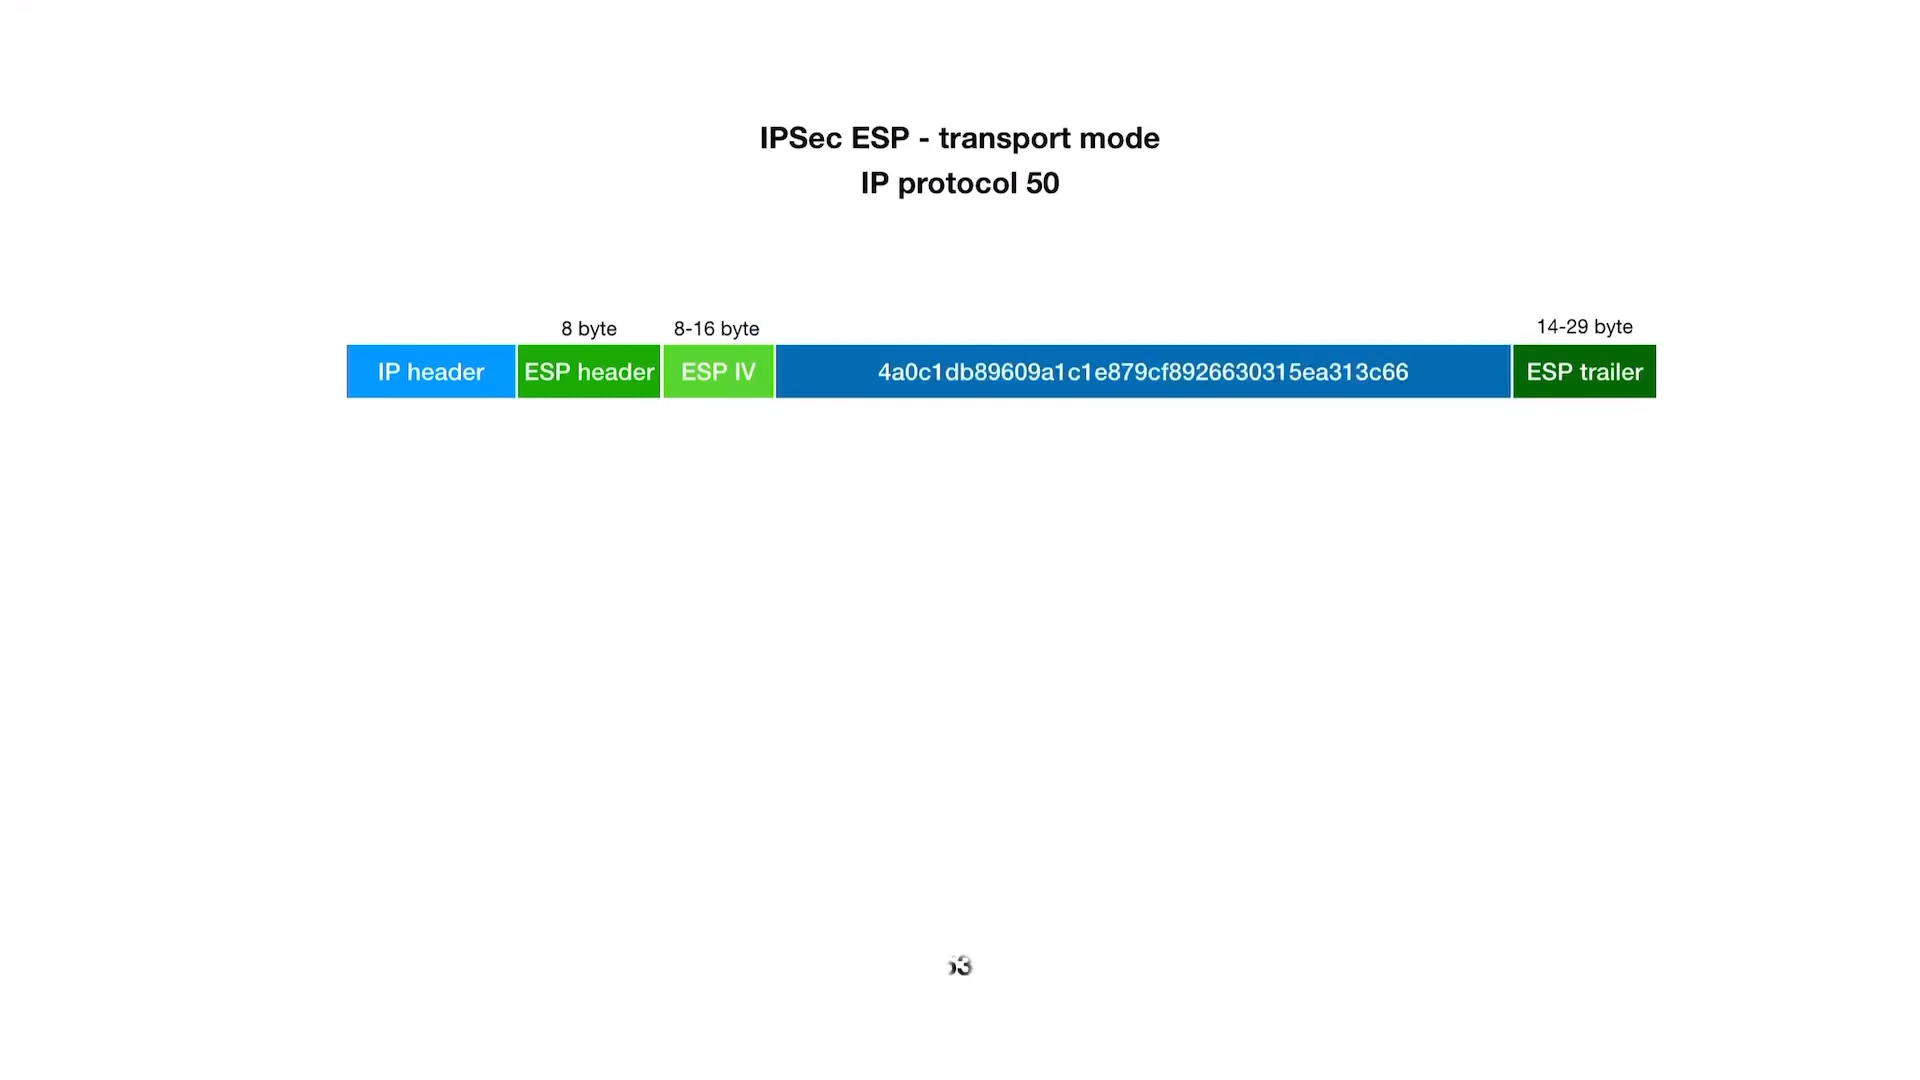 IPSec ESP - transport mode
IP protocol 50
8 byte 8-16 byte 14-29 byte
IP header ESP header ESP IV 4a0c1db89609a1c1e879cf8926630315ea313c66 ESP trailer